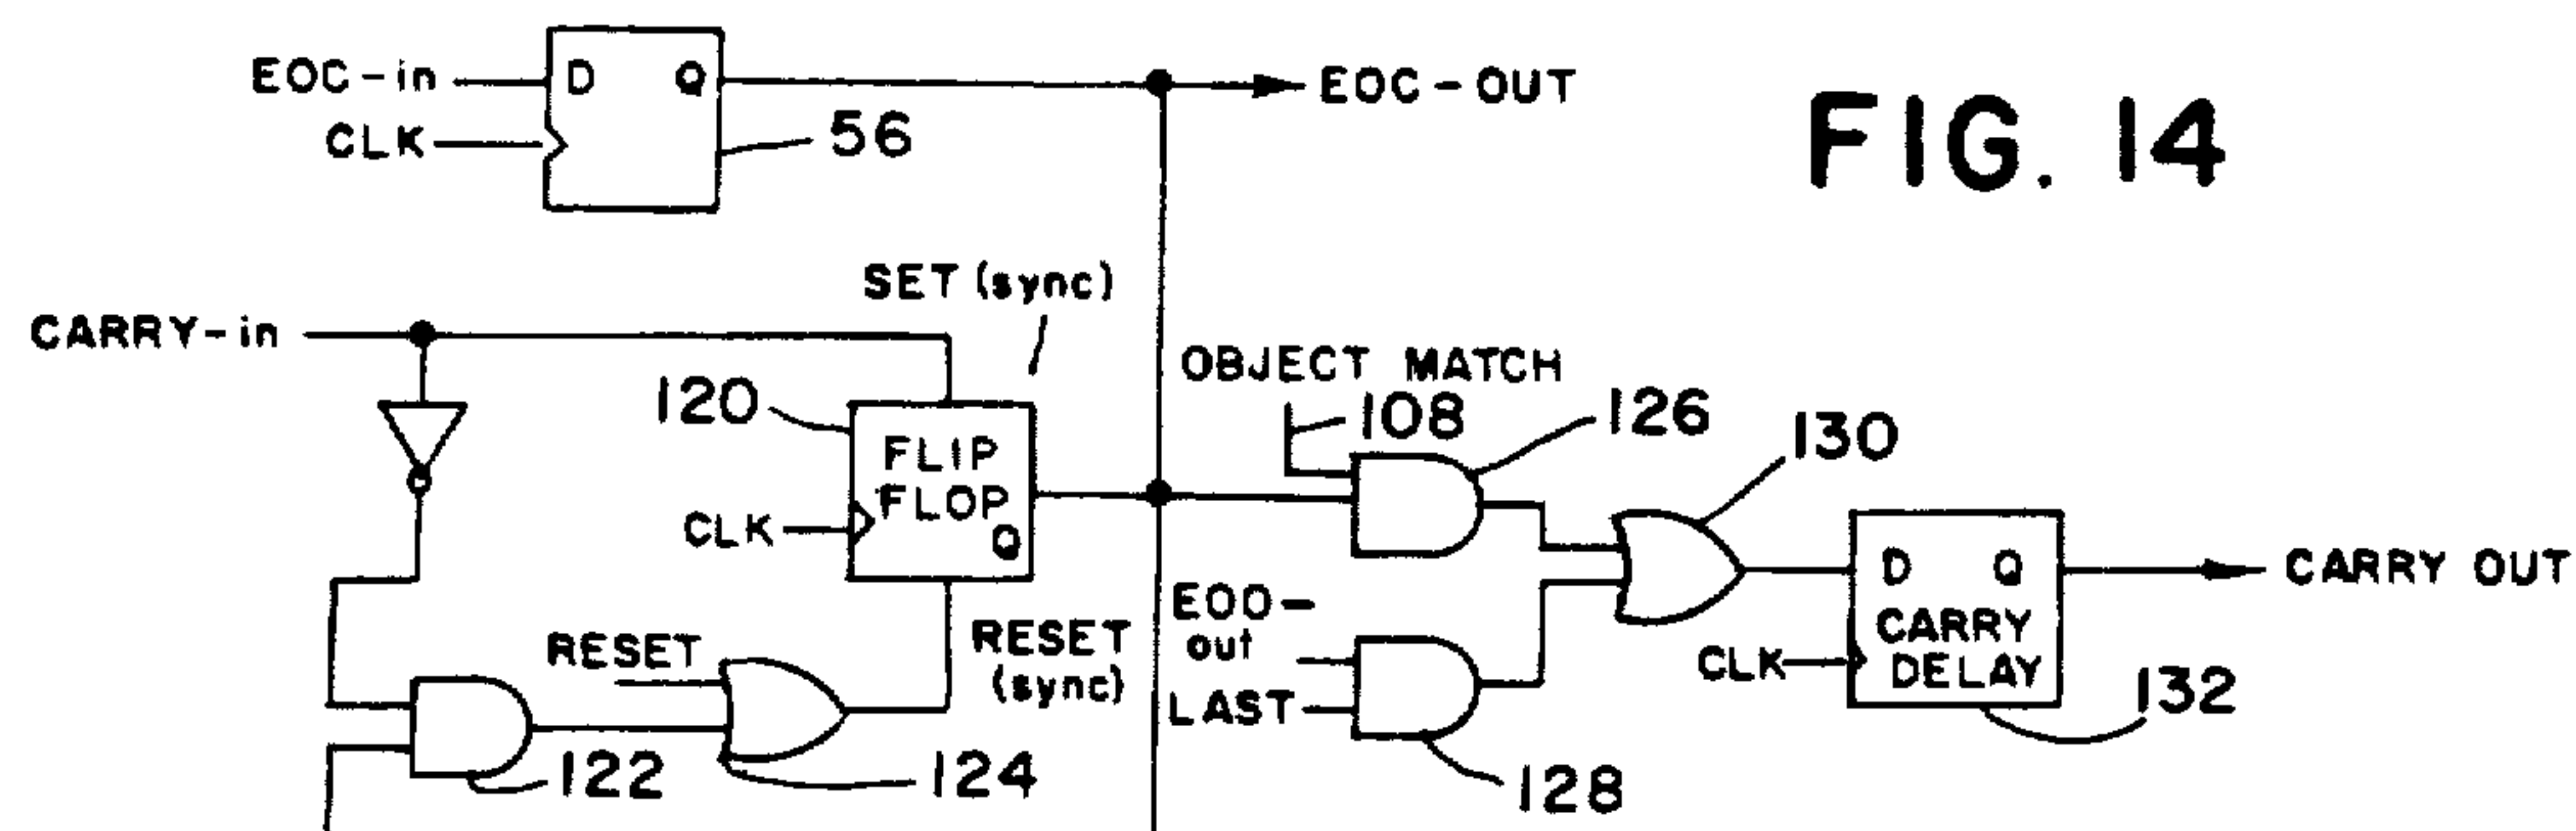 EOC-in
D Q
EOC-OUT
CLK
56
FIG. 14
SET (sync)
CARRY-in
OBJECT MATCH
108
126
120
130
FLIP
FLOP
Q
CLK
D Q
CARRY OUT
EOO-
out
CARRY
DELAY
CLK
RESET
RESET
(sync)
LAST
132
122
124
128